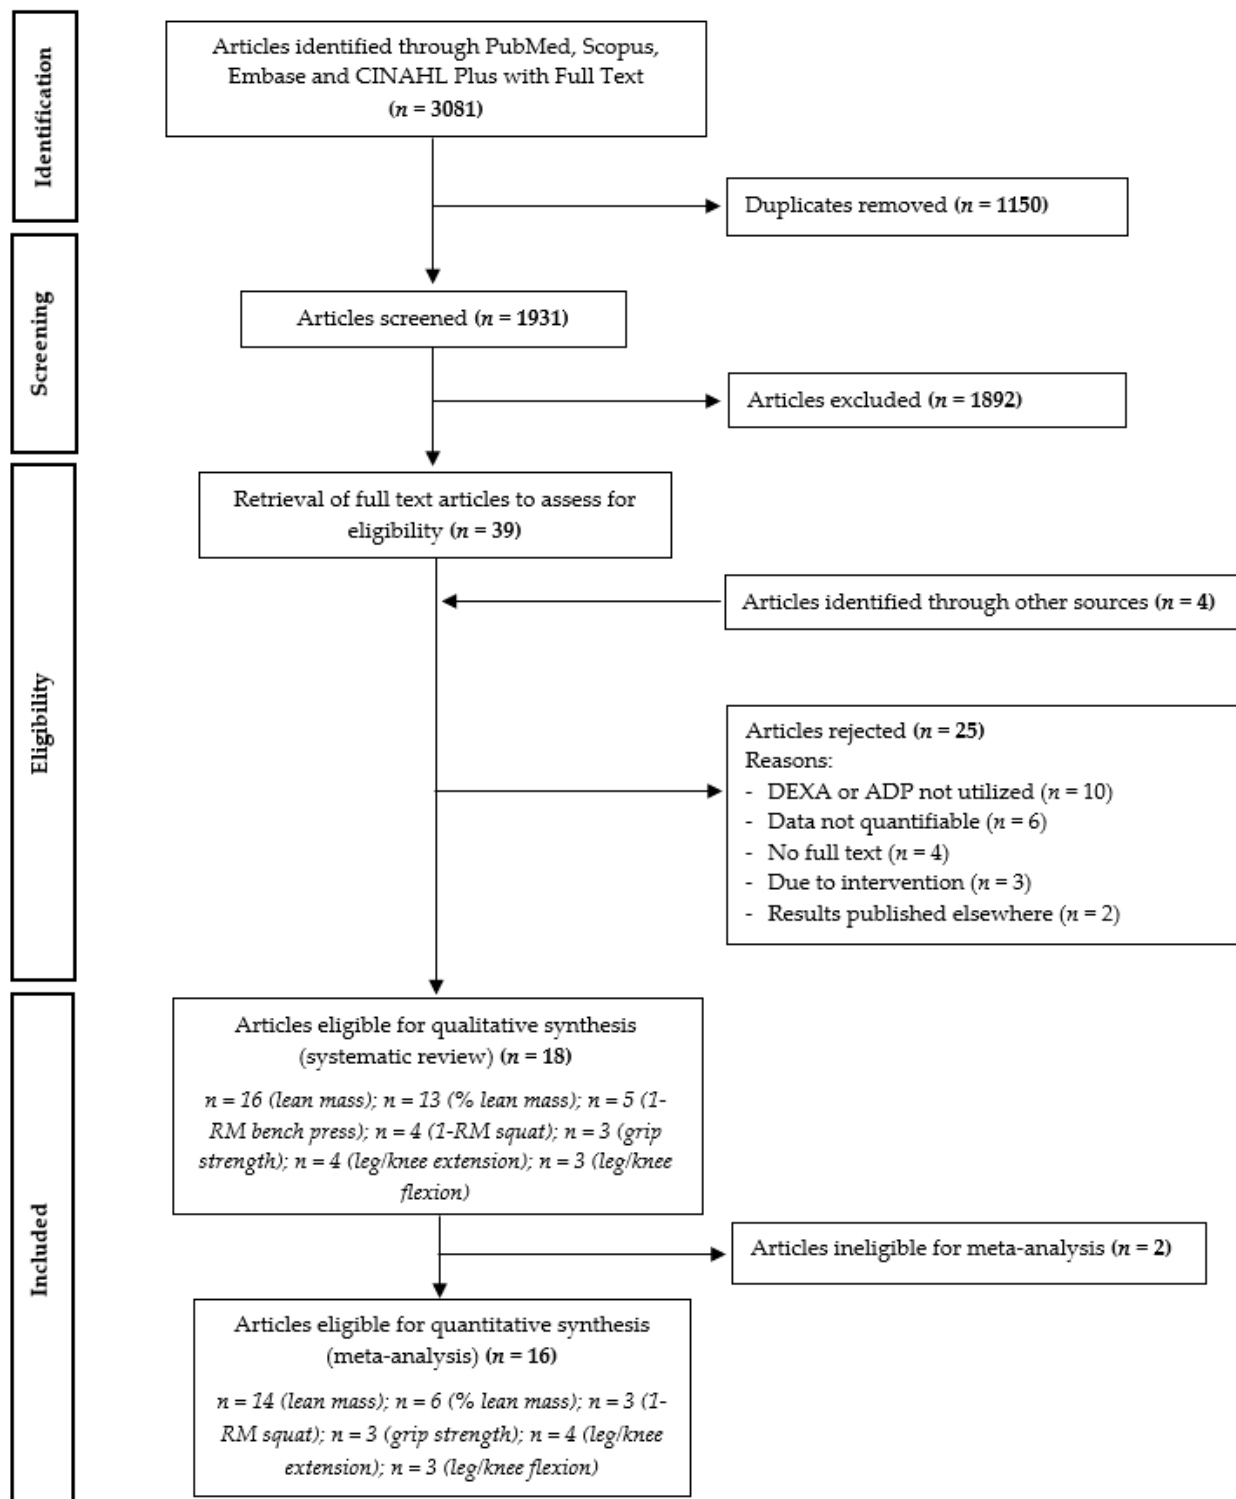 Identification
Articles identified through PubMed, Scopus,
Embase and CINAHL Plus with Full Text
(n = 3081)
Duplicates removed (n = 1150)
Screening
Articles screened (n = 1931)
Articles excluded (n = 1892)
Eligibility
Retrieval of full text articles to assess for
eligibility (n = 39)
Articles identified through other sources (n = 4)
Articles rejected (n = 25)
Reasons:
- DEXA or ADP not utilized (n = 10)
- Data not quantifiable (n = 6)
- No full text (n = 4)
- Due to intervention (n = 3)
- Results published elsewhere (n = 2)
Included
Articles eligible for qualitative synthesis
(systematic review) (n = 18)
n = 16 (lean mass); n = 13 (% lean mass); n = 5 (1-
RM bench press); n = 4 (1-RM squat); n = 3 (grip
strength); n = 4 (leg/knee extension); n = 3 (leg/knee
flexion)
Articles ineligible for meta-analysis (n = 2)
Articles eligible for quantitative synthesis
(meta-analysis) (n = 16)
n = 14 (lean mass); n = 6 (% lean mass); n = 3 (1-
RM squat); n = 3 (grip strength); n = 4 (leg/knee
extension); n = 3 (leg/knee flexion)